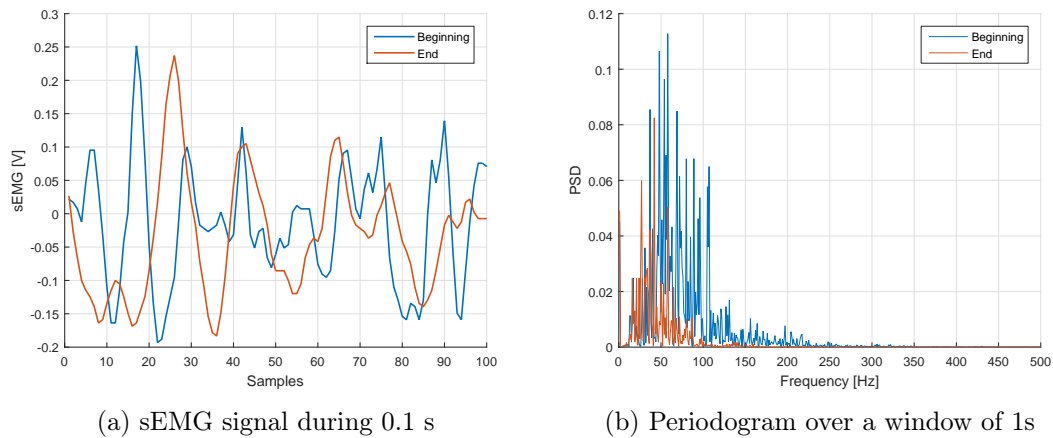 0.3
0.25
0.2
0.15
0.1
0.05
0
-0.05
-0.1
-0.15
-0.2
sEMG [V]
0 10 20 30 40 50 60 70 80 90 100
Samples
Beginning
End
(a) sEMG signal during 0.1 s
0.12
0.1
0.08
0.06
0.04
0.02
0
PSD
0 50 100 150 200 250 300 350 400 450 500
Frequency [Hz]
Beginning
End
(b) Periodogram over a window of 1s